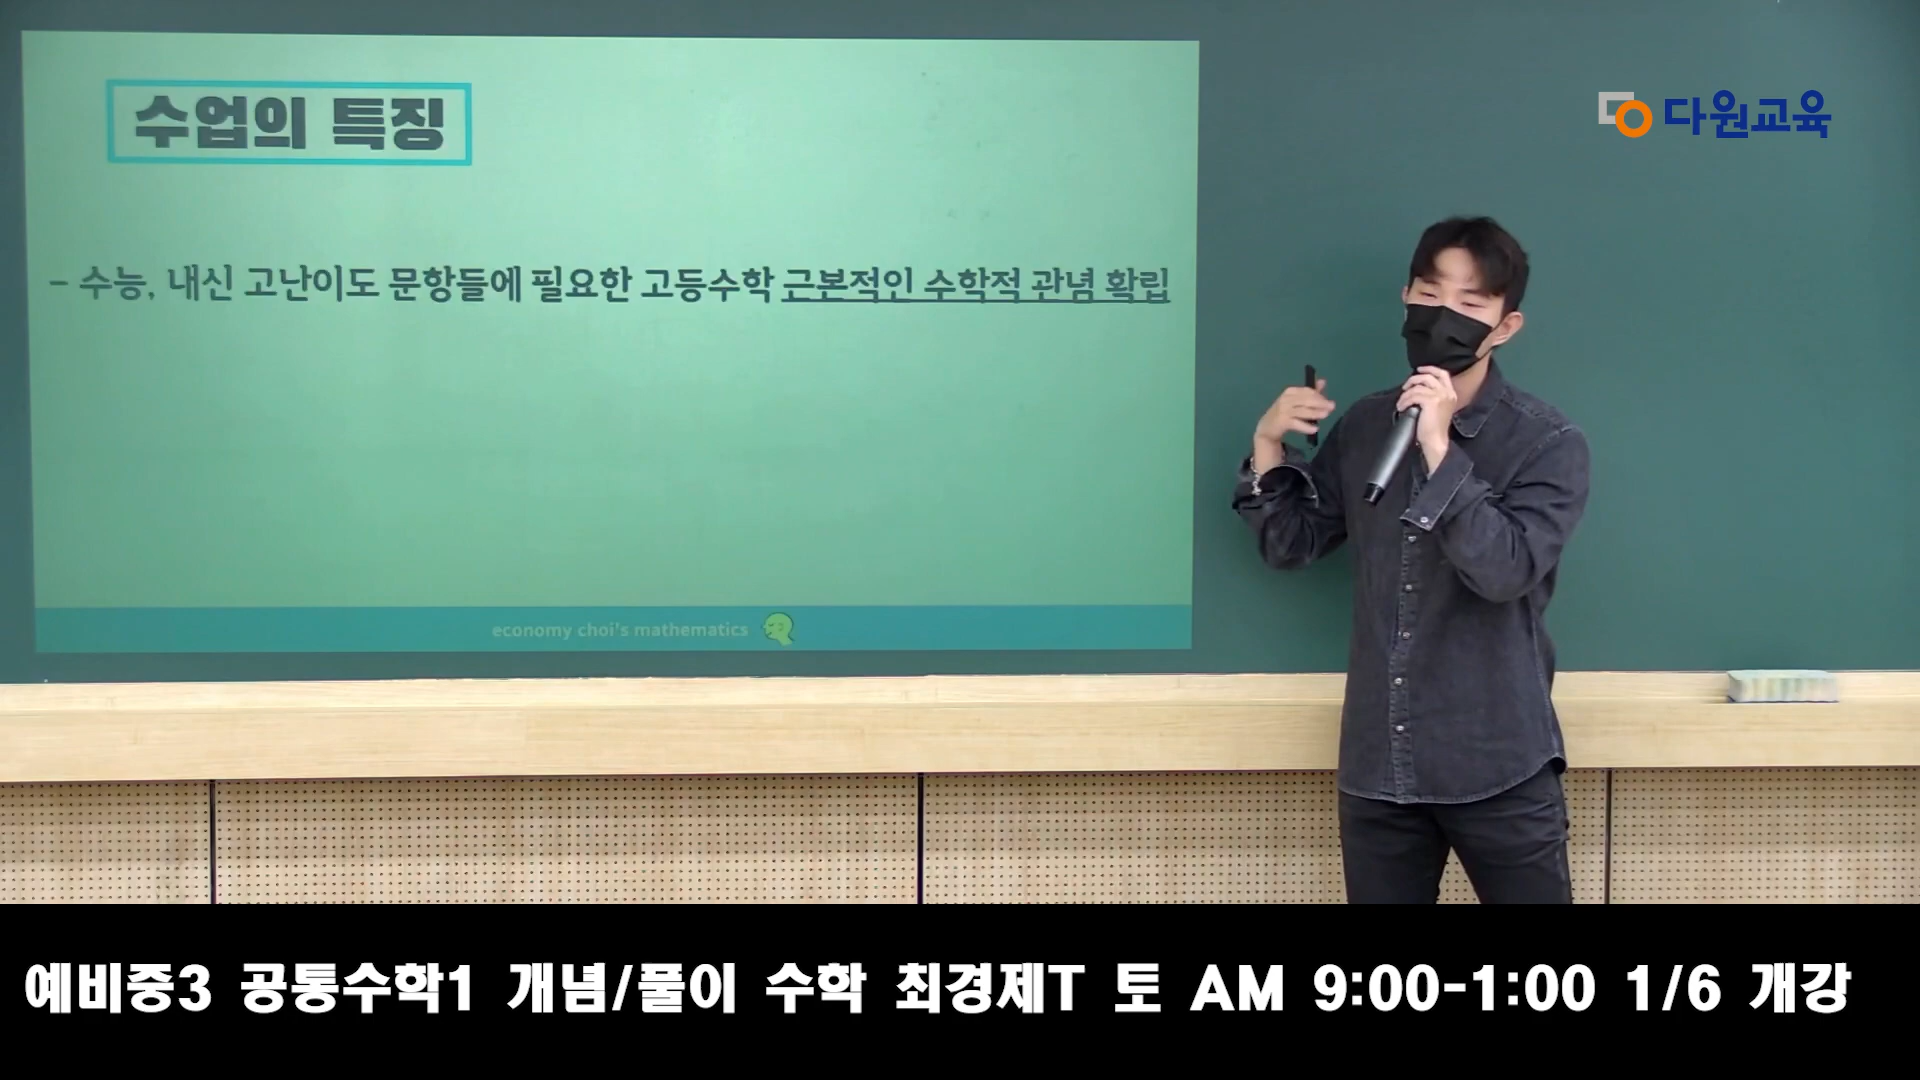 수업의 특징
다원교육
- 수능, 내신 고난이도 문항들에 필요한 고등수학 근본적인 수학적 관념 확립
economy choi's mathematics
예비중3 공통수학1 개념/풀이 수학 최경제T 토 AM 9:00-1:00 1/6 개강